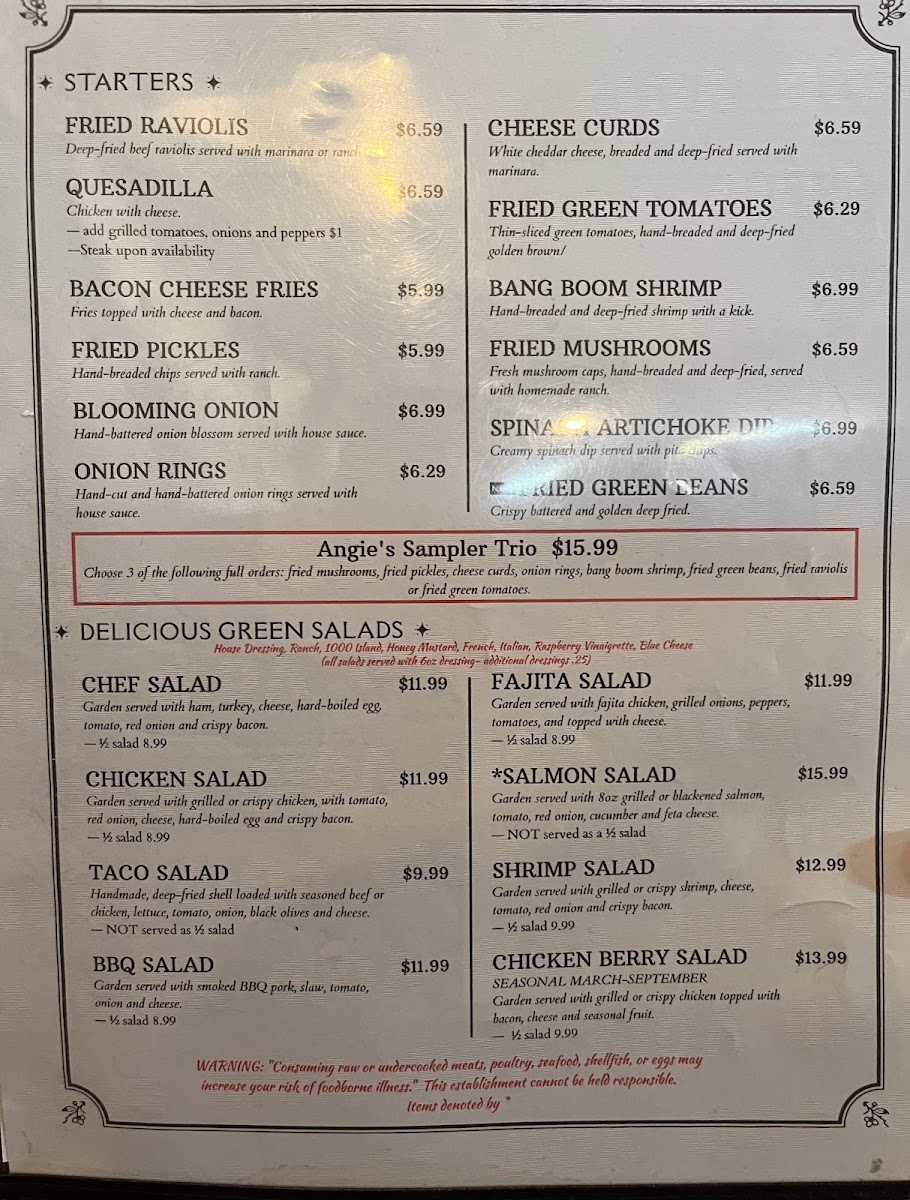 STARTERS
FRIED RAVIOLIS $6.59
Deep-fried beef raviolis served with marinara or ranch
QUESADILLA $6.59
Chicken with cheese.
— add grilled tomatoes, onions and peppers $1
—Steak upon availability
BACON CHEESE FRIES $5.99
Fries topped with cheese and bacon.
FRIED PICKLES $5.99
Hand-breaded chips served with ranch.
BLOOMING ONION $6.99
Hand-battered onion blossom served with house sauce.
ONION RINGS $6.29
Hand-cut and hand-battered onion rings served with
house sauce.
CHEESE CURDS $6.59
White cheddar cheese, breaded and deep-fried served with
marinara.
FRIED GREEN TOMATOES $6.29
Thin-sliced green tomatoes, hand-breaded and deep-fried
golden brown/
BANG BOOM SHRIMP $6.99
Hand-breaded and deep-fried shrimp with a kick.
FRIED MUSHROOMS $6.59
Fresh mushroom caps, hand-breaded and deep-fried, served
with homemade ranch.
SPINACH ARTICHOKE DIP $6.99
Creamy spinach dip served with pita chips.
FRIED GREEN BEANS $6.59
Crispy battered and golden deep fried.
Angie's Sampler Trio $15.99
Choose 3 of the following full orders: fried mushrooms, fried pickles, cheese curds, onion rings, bang boom shrimp, fried green beans, fried raviolis
or fried green tomatoes.
DELICIOUS GREEN SALADS
House Dressing, Ranch, 1000 Island, Honey Mustard, French, Italian, Raspberry Vinaigrette, Blue Cheese
(all salads served with 6oz dressing- additional dressings .25)
CHEF SALAD $11.99
Garden served with ham, turkey, cheese, hard-boiled egg,
tomato, red onion and crispy bacon.
— ½ salad 8.99
CHICKEN SALAD $11.99
Garden served with grilled or crispy chicken, with tomato,
red onion, cheese, hard-boiled egg and crispy bacon.
— ½ salad 8.99
TACO SALAD $9.99
Handmade, deep-fried shell loaded with seasoned beef or
chicken, lettuce, tomato, onion, black olives and cheese.
— NOT served as ½ salad
BBQ SALAD $11.99
Garden served with smoked BBQ pork, slaw, tomato,
onion and cheese.
— ½ salad 8.99
FAJITA SALAD $11.99
Garden served with fajita chicken, grilled onions, peppers,
tomatoes, and topped with cheese.
— ½ salad 8.99
*SALMON SALAD $15.99
Garden served with 8oz grilled or blackened salmon,
tomato, red onion, cucumber and feta cheese.
— NOT served as a ½ salad
SHRIMP SALAD $12.99
Garden served with grilled or crispy shrimp, cheese,
tomato, red onion and crispy bacon.
— ½ salad 9.99
CHICKEN BERRY SALAD $13.99
SEASONAL MARCH-SEPTEMBER
Garden served with grilled or crispy chicken topped with
bacon, cheese and seasonal fruit.
— ½ salad 9.99
WARNING: "Consuming raw or undercooked meats, poultry, seafood, shellfish, or eggs may
increase your risk of foodborne illness." This establishment cannot be held responsible.
Items denoted by *